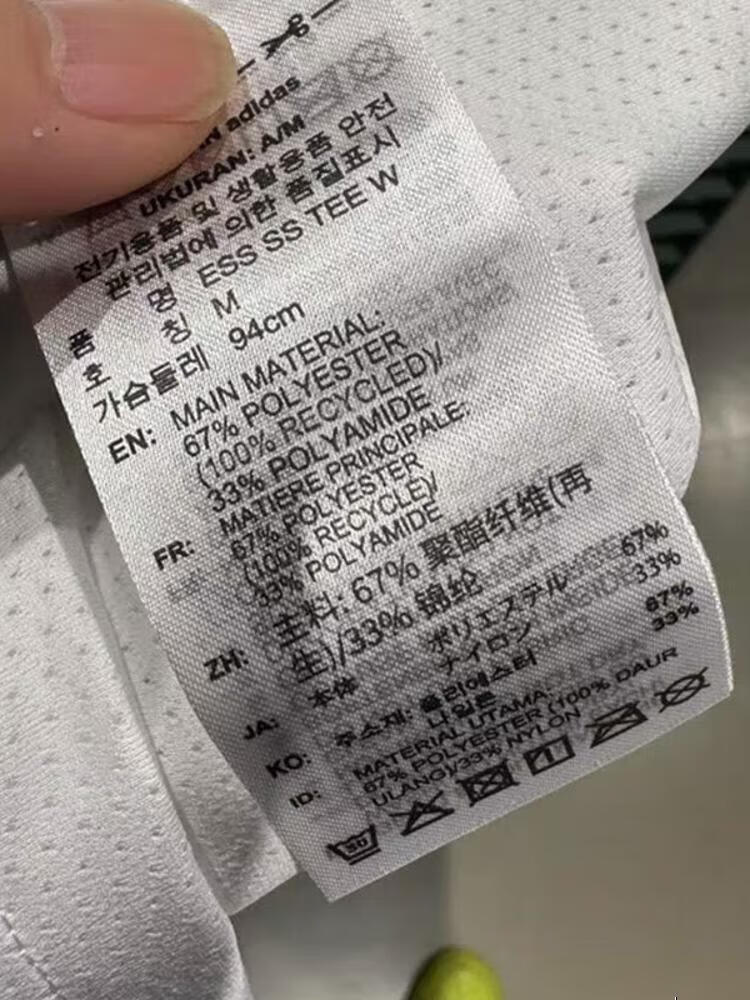 adidas
UKURAN: A/M
전기용품 및 생활용품 안전
관리법에 의한 품질표시
품 명 ESS SS TEE W
호 칭 M
가슴둘레 94cm
EN: MAIN MATERIAL:
67% POLYESTER
(100% RECYCLED)/
33% POLYAMIDE
FR: MATIERE PRINCIPALE:
67% POLYESTER
(100% RECYCLE)/
33% POLYAMIDE
ZH: 主料: 67% 聚酯纤维(再
生)/33% 锦纶
JA: 本体 ポリエステル 67%
ナイロン 33%
KO: 주소재: 폴리에스터 67%
나일론 33%
ID: MATERIAL UTAMA:
67% POLYESTER (100% DAUR
ULANG)/33% NYLON